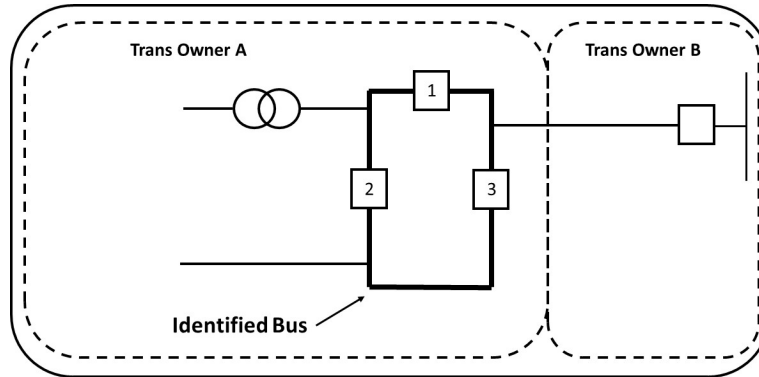 Trans Owner A
Trans Owner B
1
2
3
Identified Bus